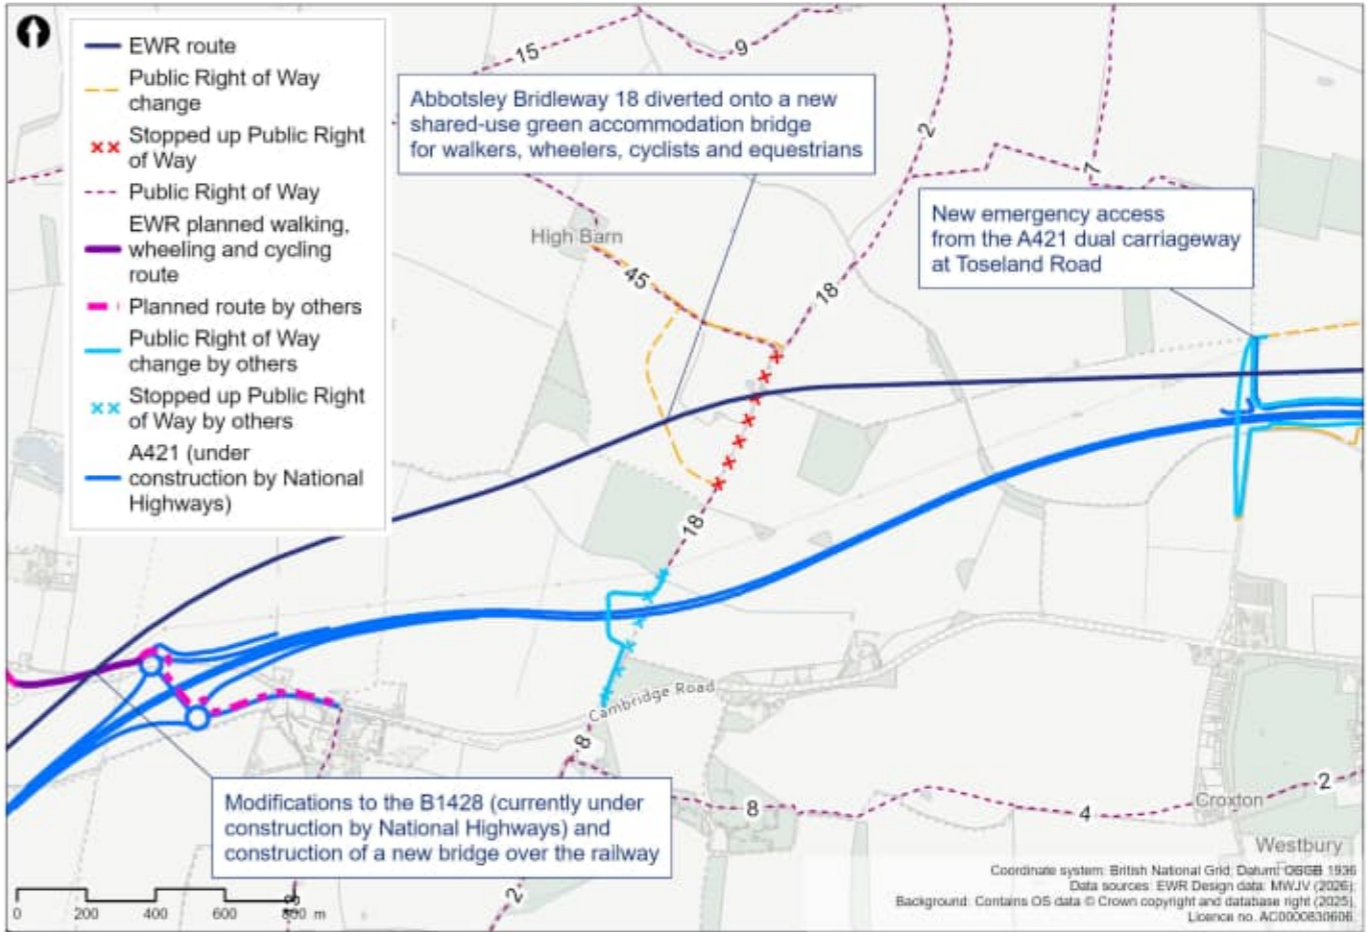 EWR route
Public Right of Way
change
Stopped up Public Right
of Way
Public Right of Way
EWR planned walking,
wheeling and cycling
route
Planned route by others
Public Right of Way
change by others
Stopped up Public Right
of Way by others
A421 (under
construction by National
Highways)
15
9
2
7
Abbotsley Bridleway 18 diverted onto a new
shared-use green accommodation bridge
for walkers, wheelers, cyclists and equestrians
New emergency access
from the A421 dual carriageway
at Toseland Road
High Barn
45
18
18
Cambridge Road
8
8
4
2
Croxton
Westbury
Modifications to the B1428 (currently under
construction by National Highways) and
construction of a new bridge over the railway
2
0 200 400 600 800 m
Coordinate system: British National Grid; Datum: OSGB 1936
Data sources: EWR Design data: MWJV (2026);
Background: Contains OS data © Crown copyright and database right (2025),
Licence no. AC0000830606.